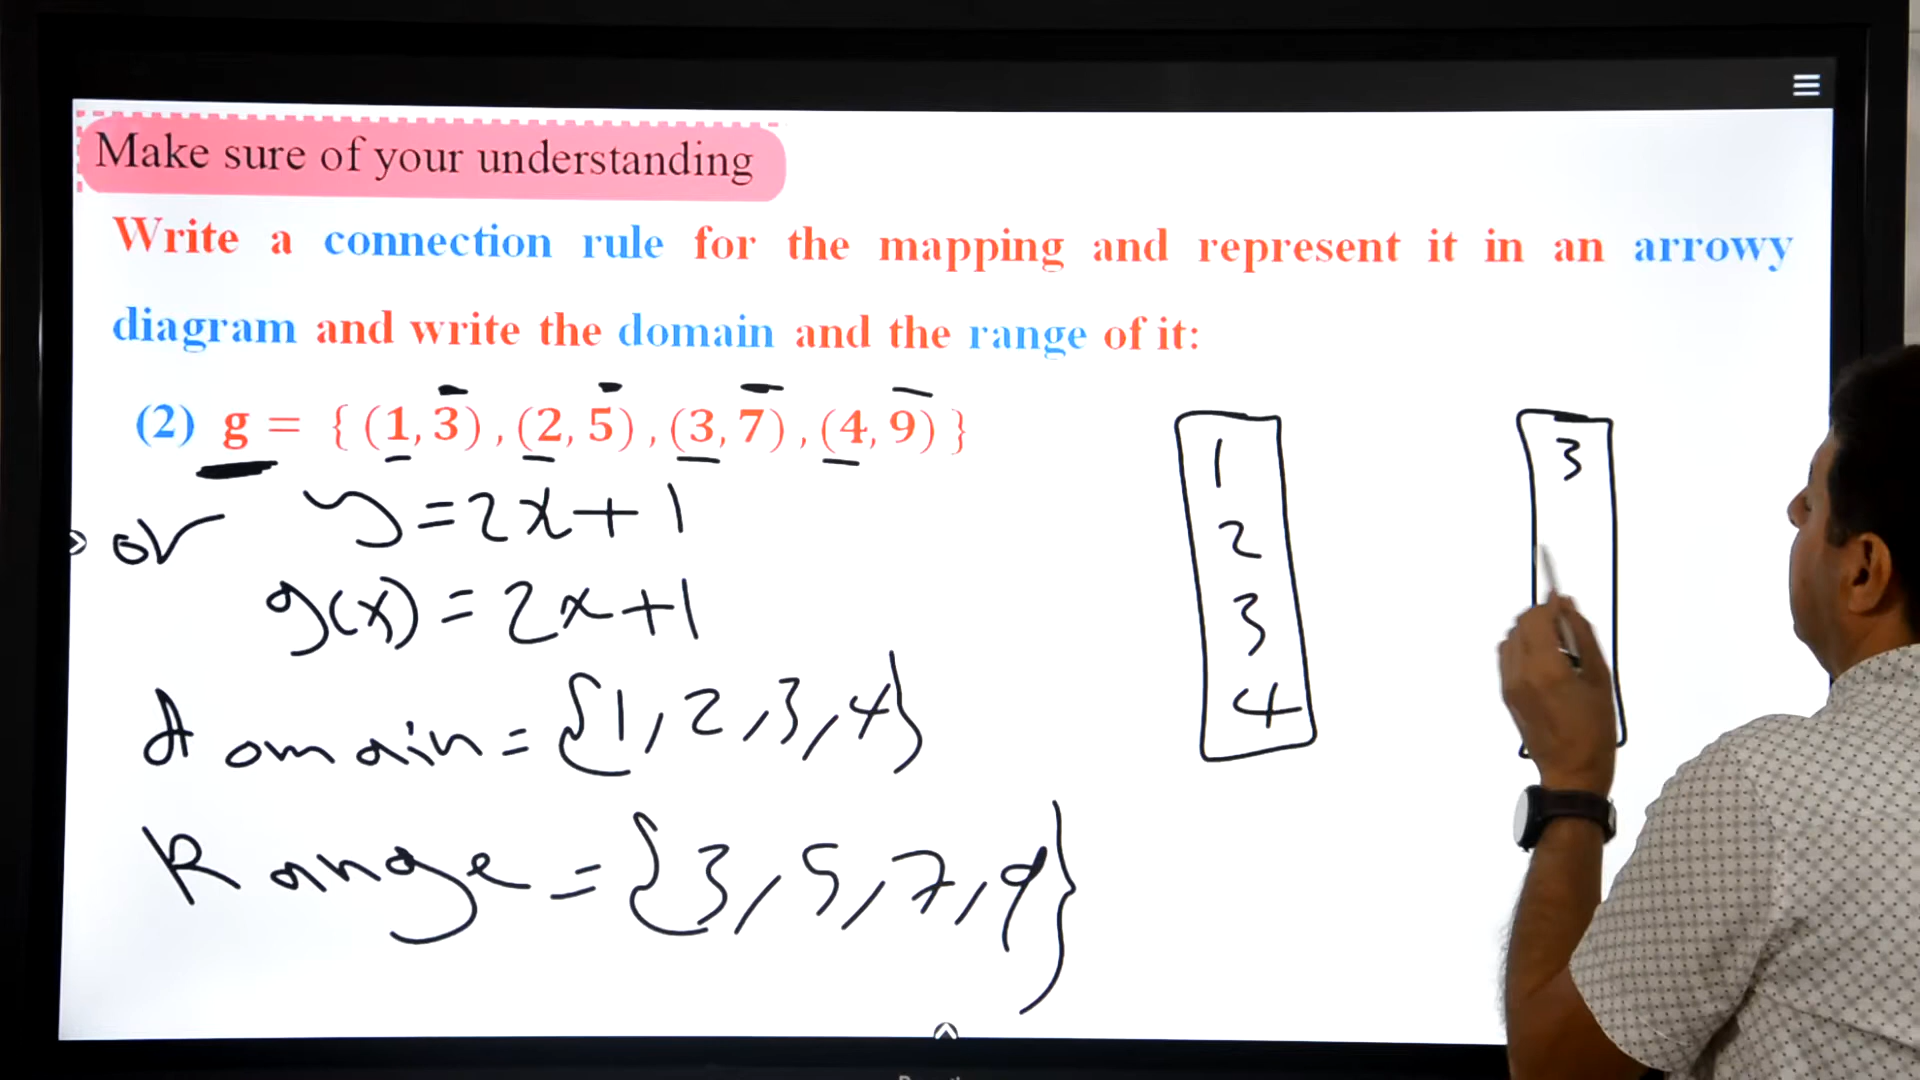 Make sure of your understanding
Write a connection rule for the mapping and represent it in an arrowy
diagram and write the domain and the range of it:
(2) g = { (1, 3) , (2, 5) , (3, 7) , (4, 9) }
or y = 2x + 1
g(x) = 2x + 1
Domain = {1, 2, 3, 4}
Range = {3, 5, 7, 9}
1
2
3
4
3